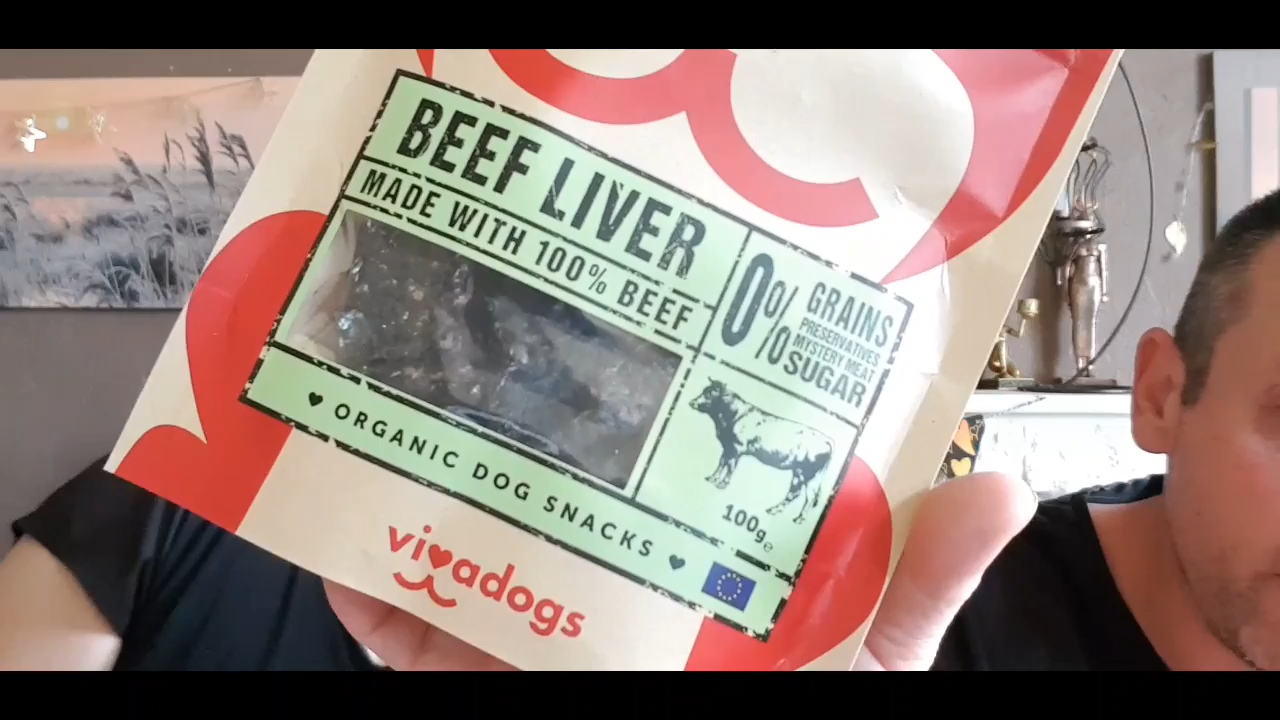 BEEF LIVER
MADE WITH 100% BEEF
0% GRAINS
PRESERVATIVES
MYSTERY MEAT
SUGAR
100g e
♥ ORGANIC DOG SNACKS ♥
vivadogs